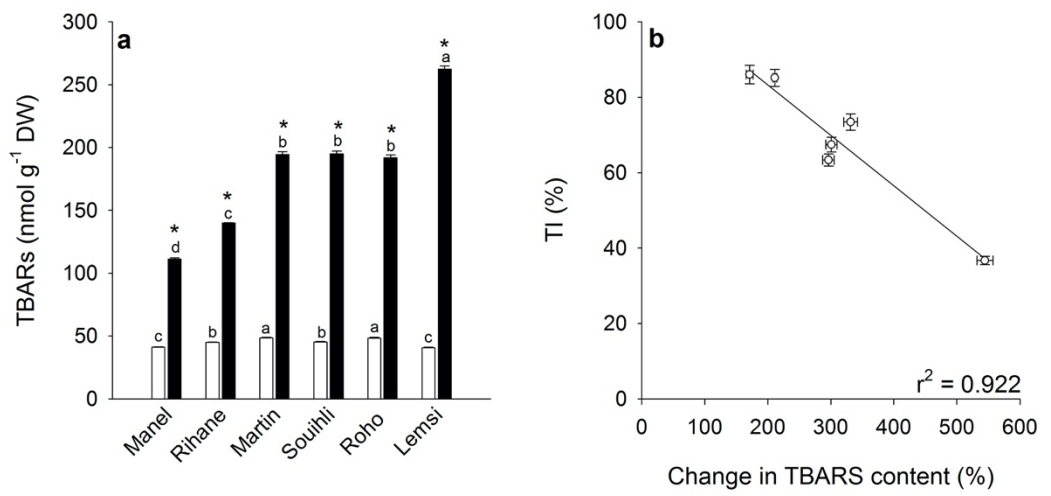 a
TBARs (nmol g⁻¹ DW)
300
250
200
150
100
50
0
*
a
*
b
*
b
*
b
*
c
*
d
c
b
a
b
a
c
Manel
Rihane
Martin
Souihli
Roho
Lemsi
b
TI (%)
100
80
60
40
20
0
r² = 0.922
0 100 200 300 400 500 600
Change in TBARS content (%)